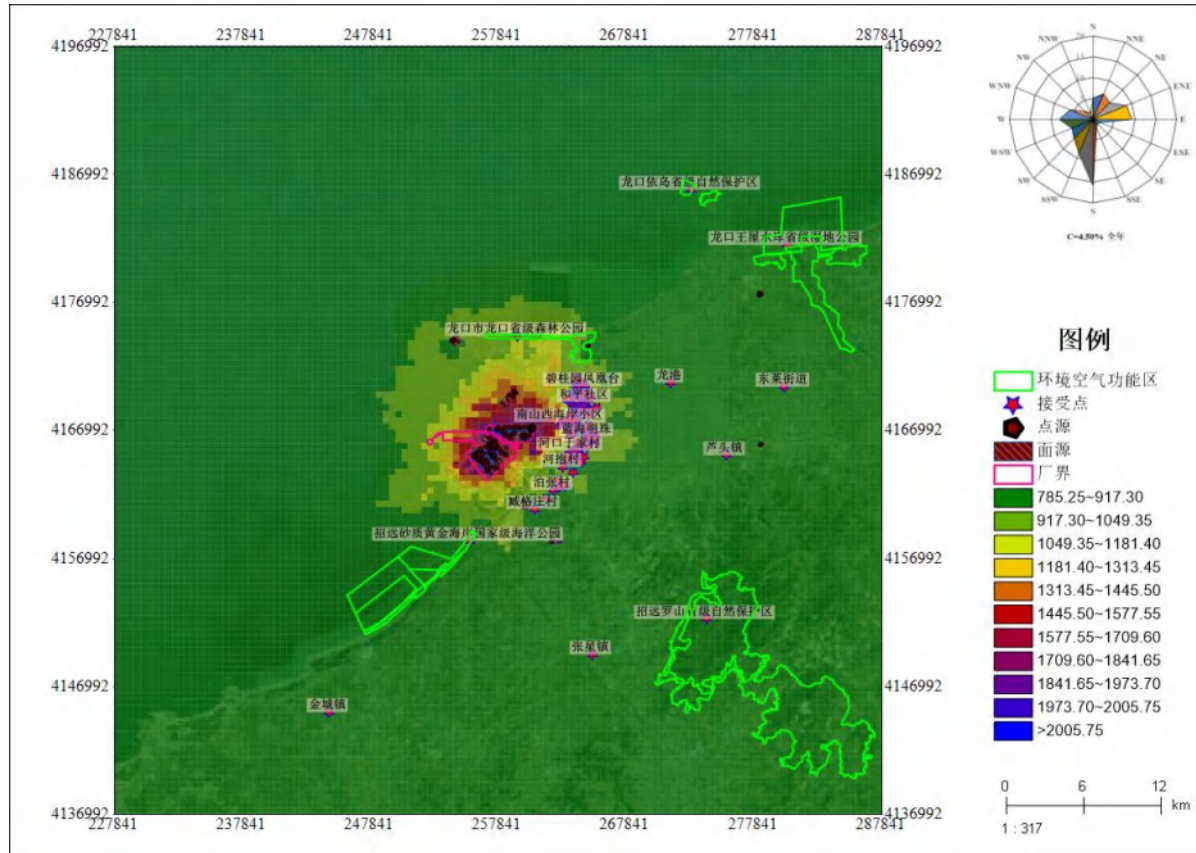 227841 237841 247841 257841 267841 277841 287841
4196992 4196992
4186992 4186992
4176992 4176992
4166992 4166992
4156992 4156992
4146992 4146992
4136992 4136992
227841 237841 247841 257841 267841 277841 287841
龙口依岛省级自然保护区
龙口王屋水库省级湿地公园
龙口市龙口省级森林公园
碧桂园凤凰台
龙港
东莱街道
和平社区
南山西海岸小区
蓝海明珠
河口于家村
芦头镇
河抱村
泊张村
臧格庄村
招远砂质黄金海岸国家级海洋公园
招远罗山省级自然保护区
张星镇
金城镇
N
NNW NNE
NW NE
WNW ENE
W E
WSW ESE
SW SE
SSW SSE
S
C=4.50% 全年
图例
环境空气功能区
接受点
点源
面源
厂界
785.25~917.30
917.30~1049.35
1049.35~1181.40
1181.40~1313.45
1313.45~1445.50
1445.50~1577.55
1577.55~1709.60
1709.60~1841.65
1841.65~1973.70
1973.70~2005.75
>2005.75
0 6 12
km
1 : 317